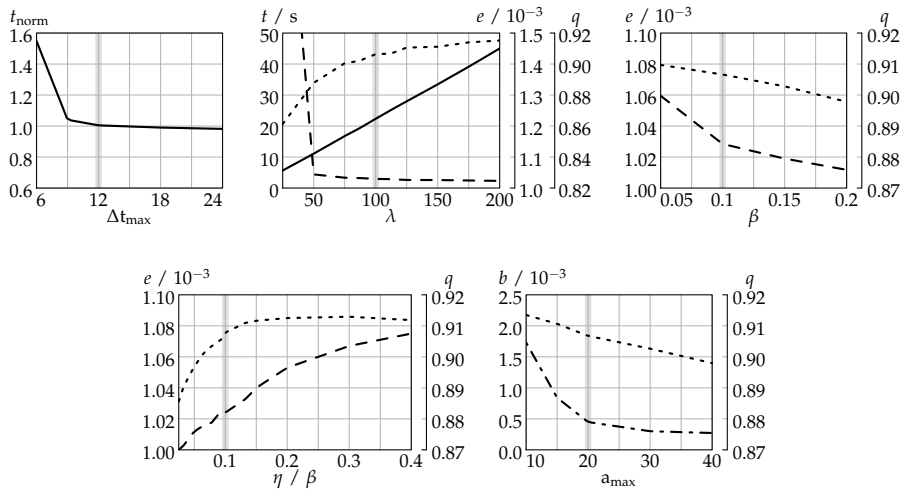 t_norm
1.6
1.4
1.2
1.0
0.8
0.6
6 12 18 24
Δt_max
t / s e / 10⁻³ q
50 1.5 0.92
40 1.4 0.90
30 1.3 0.88
20 1.2 0.86
10 1.1 0.84
0 1.0 0.82
50 100 150 200
λ
e / 10⁻³ q
1.10 0.92
1.08 0.91
1.06 0.90
1.04 0.89
1.02 0.88
1.00 0.87
0.05 0.1 0.15 0.2
β
e / 10⁻³ q
1.10 0.92
1.08 0.91
1.06 0.90
1.04 0.89
1.02 0.88
1.00 0.87
0.1 0.2 0.3 0.4
η / β
b / 10⁻³ q
2.5 0.92
2.0 0.91
1.5 0.90
1.0 0.89
0.5 0.88
0.0 0.87
10 20 30 40
a_max